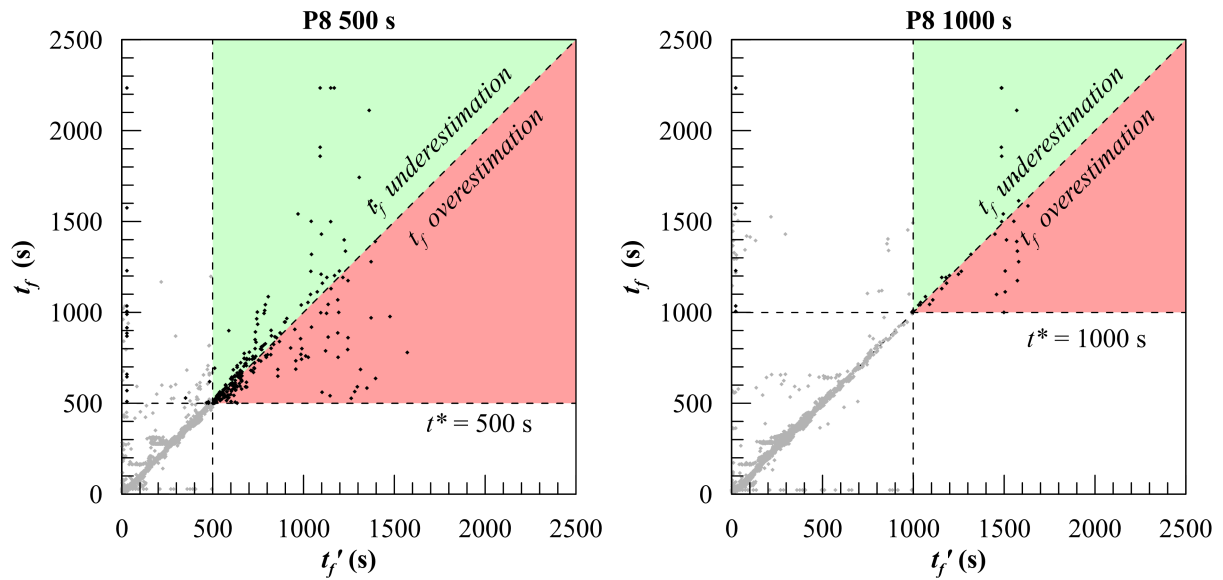 P8 500 s
2500
2000
1500
1000
500
0
0 500 1000 1500 2000 2500
t_f (s)
t_f' (s)
t_f underestimation
t_f overestimation
t* = 500 s
P8 1000 s
2500
2000
1500
1000
500
0
0 500 1000 1500 2000 2500
t_f (s)
t_f' (s)
t_f underestimation
t_f overestimation
t* = 1000 s